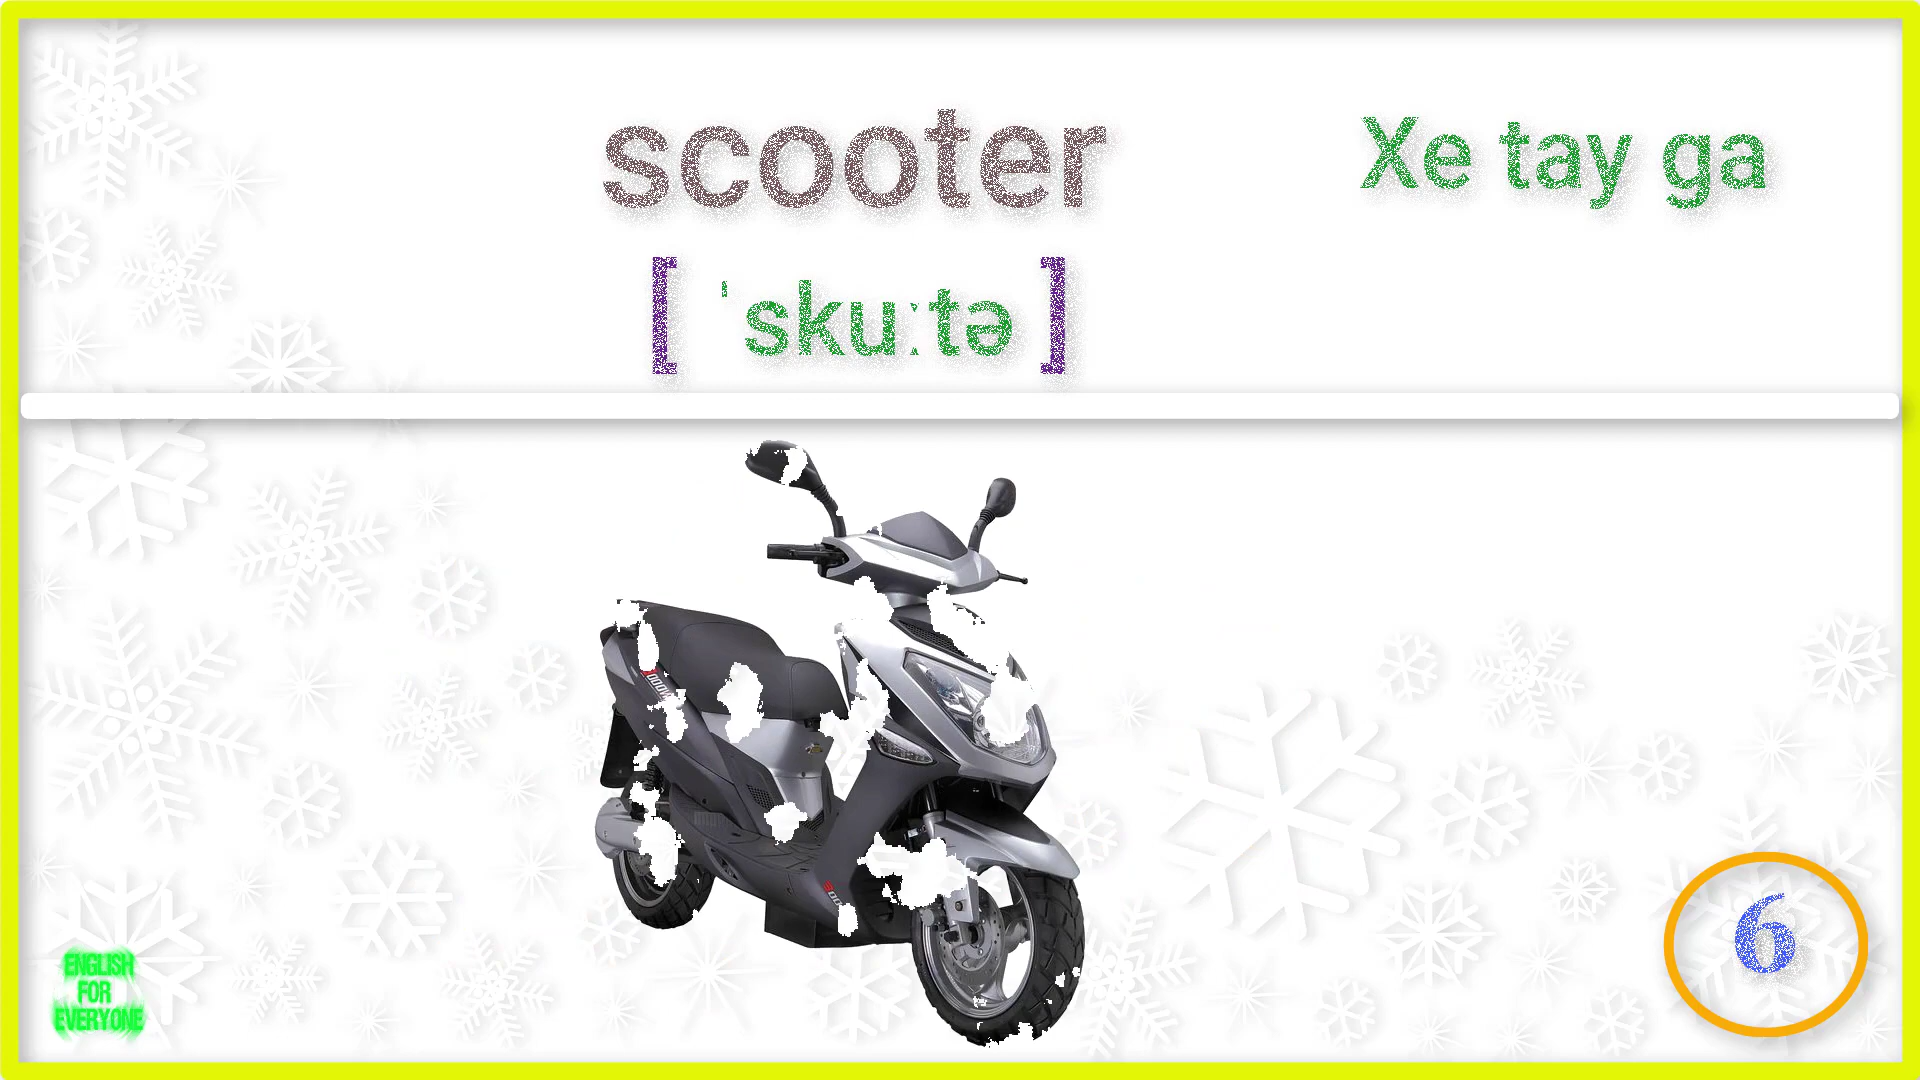 scooter
Xe tay ga
[ ˈskuːtə ]
ENGLISH
FOR
EVERYONE
6